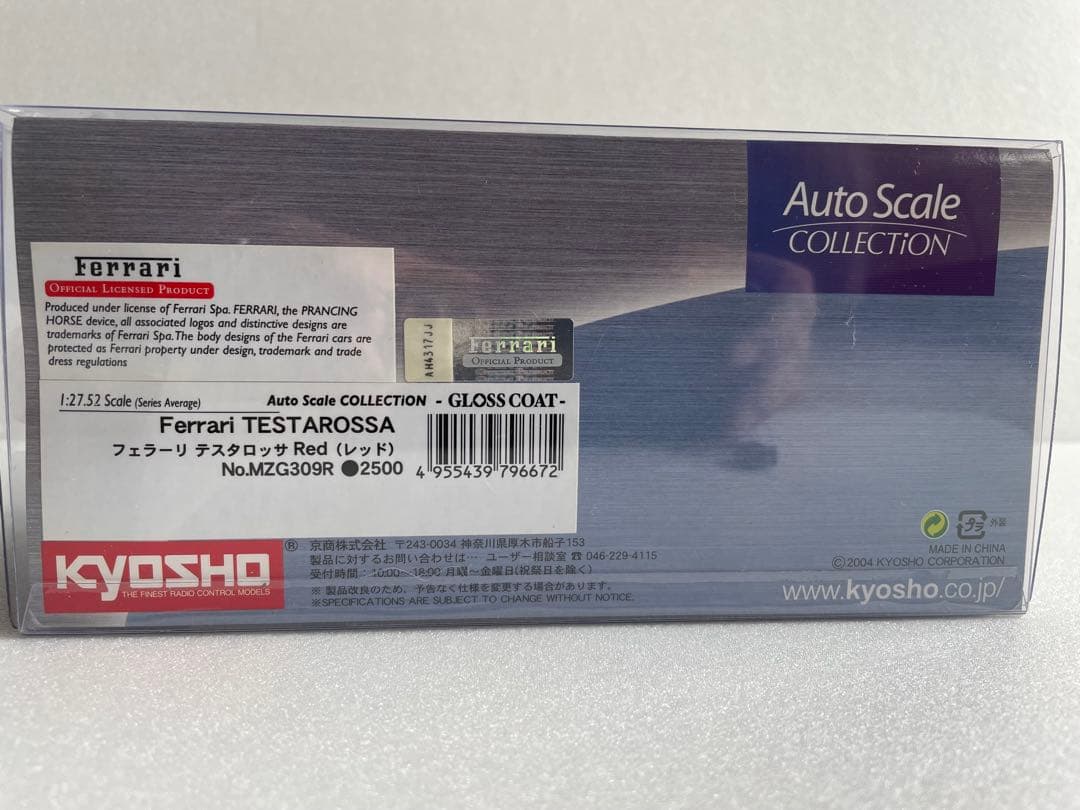 Auto Scale
COLLECTiON
Ferrari
OFFICIAL LICENSED PRODUCT
Produced under license of Ferrari Spa. FERRARI, the PRANCING
HORSE device, all associated logos and distinctive designs are
trademarks of Ferrari Spa. The body designs of the Ferrari cars are
protected as Ferrari property under design, trademark and trade
dress regulations
AH4317JJ
Ferrari
OFFICIAL PRODUCT
1:27.52 Scale (Series Average)
Auto Scale COLLECTiON - GLOSS COAT -
Ferrari TESTAROSSA
フェラーリ テスタロッサ Red（レッド）
No.MZG309R ●2500
4 955439 796672
KYOSHO ®
THE FINEST RADIO CONTROL MODELS
京商株式会社 〒243-0034 神奈川県厚木市船子153
製品に対するお問い合わせは… ユーザー相談室 ☎ 046-229-4115
受付時間：10:00〜18:00 月曜〜金曜日(祝祭日を除く)
※ 製品改良のため、予告なく仕様を変更する場合があります。
※SPECIFICATIONS ARE SUBJECT TO CHANGE WITHOUT NOTICE.
プラ 外装
MADE IN CHINA
©2004 KYOSHO CORPORATION
www.kyosho.co.jp/